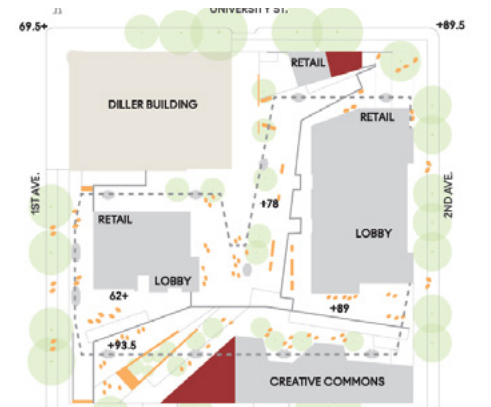 UNIVERSITY ST.
69.5+
+89.5
RETAIL
DILLER BUILDING
RETAIL
1ST AVE.
2ND AVE.
+78
RETAIL
LOBBY
LOBBY
62+
+89
+93.5
CREATIVE COMMONS